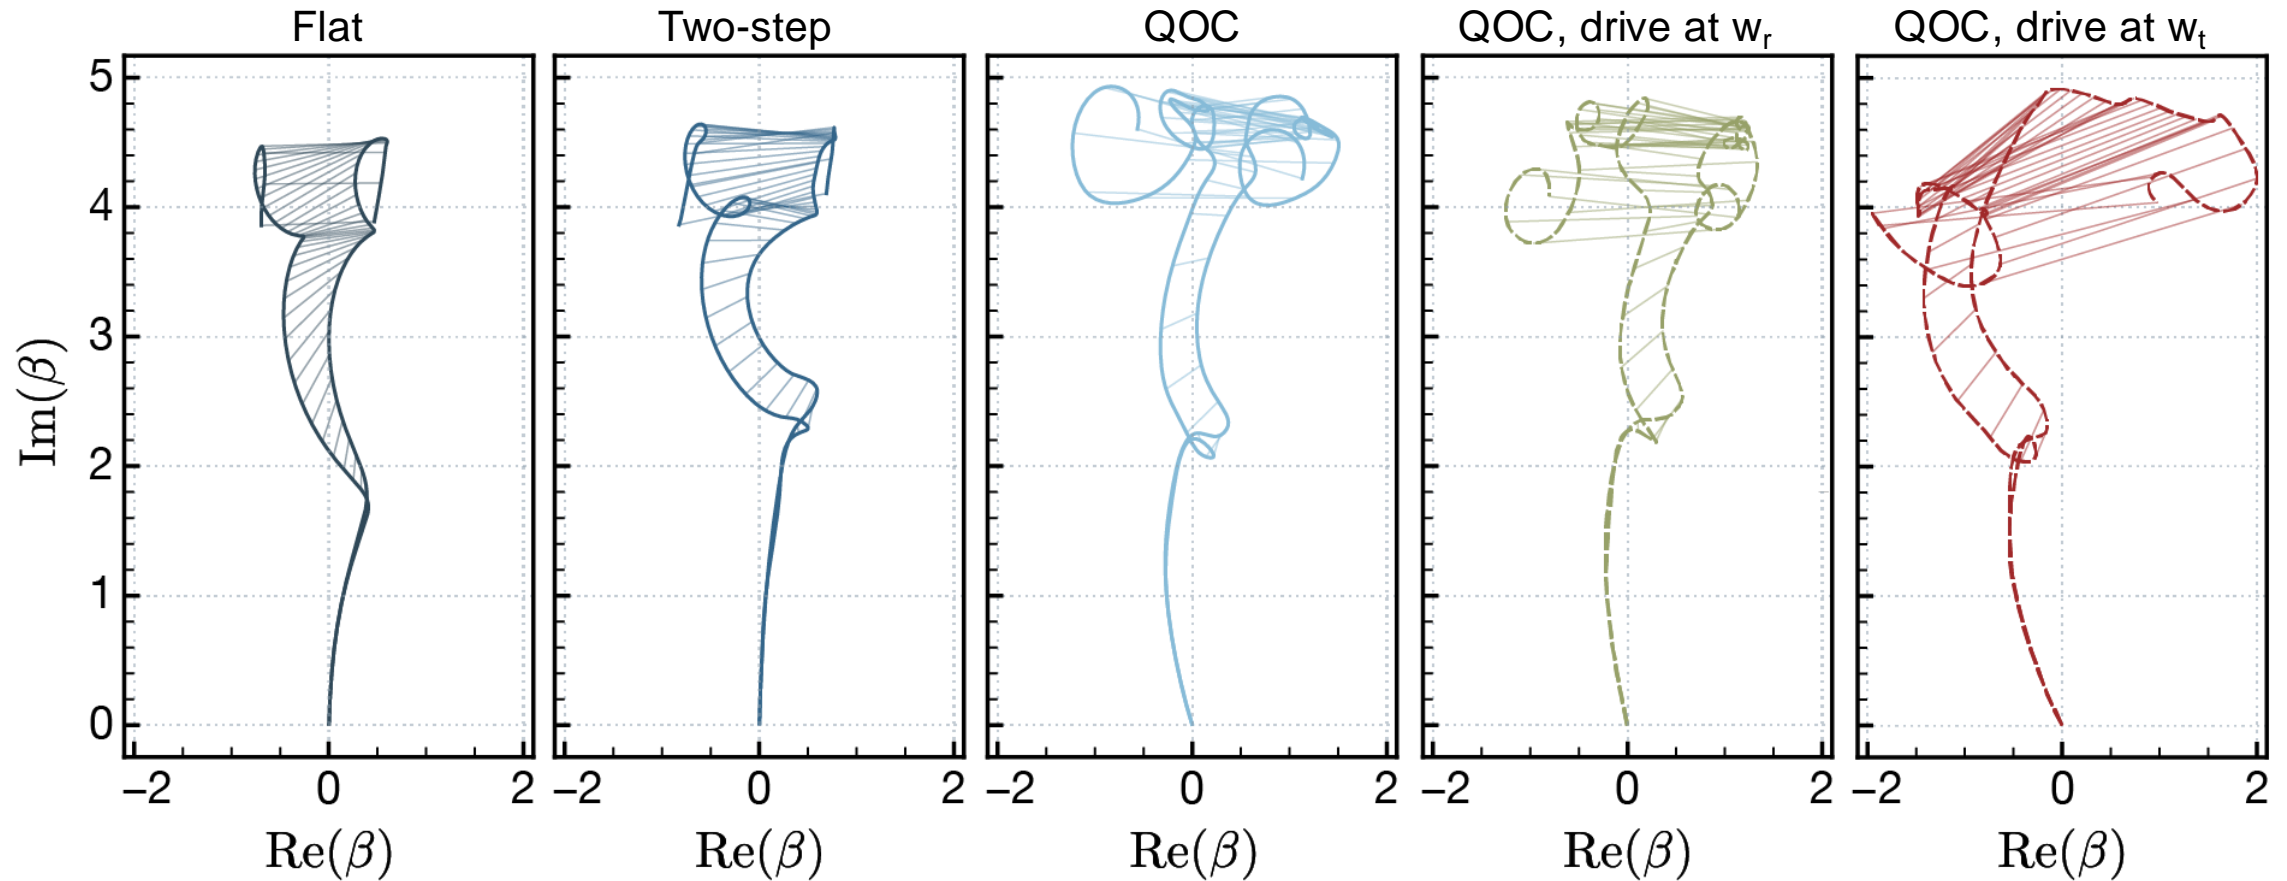 Flat
Two-step
QOC
QOC, drive at wᵣ
QOC, drive at wₜ
5
4
3
2
1
0
Im(β)
−2 0 2
−2 0 2
−2 0 2
−2 0 2
−2 0 2
Re(β)
Re(β)
Re(β)
Re(β)
Re(β)